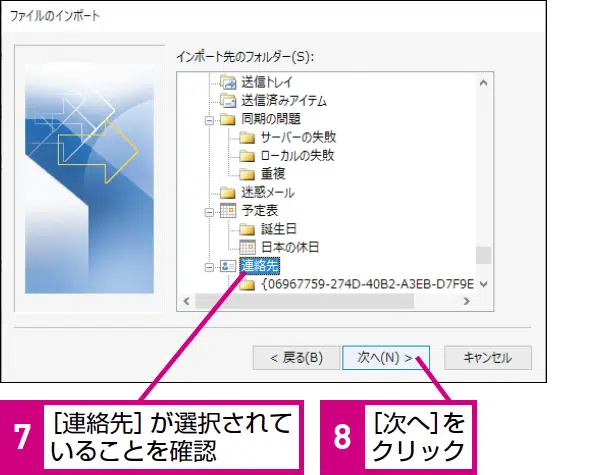 ファイルのインポート
インポート先のフォルダー(S):
送信トレイ
送信済みアイテム
同期の問題
サーバーの失敗
ローカルの失敗
重複
迷惑メール
予定表
誕生日
日本の休日
連絡先
{06967759-274D-40B2-A3EB-D7F9E
< 戻る(B)
次へ(N) >
キャンセル
7
[連絡先]が選択されて
いることを確認
8
[次へ]を
クリック